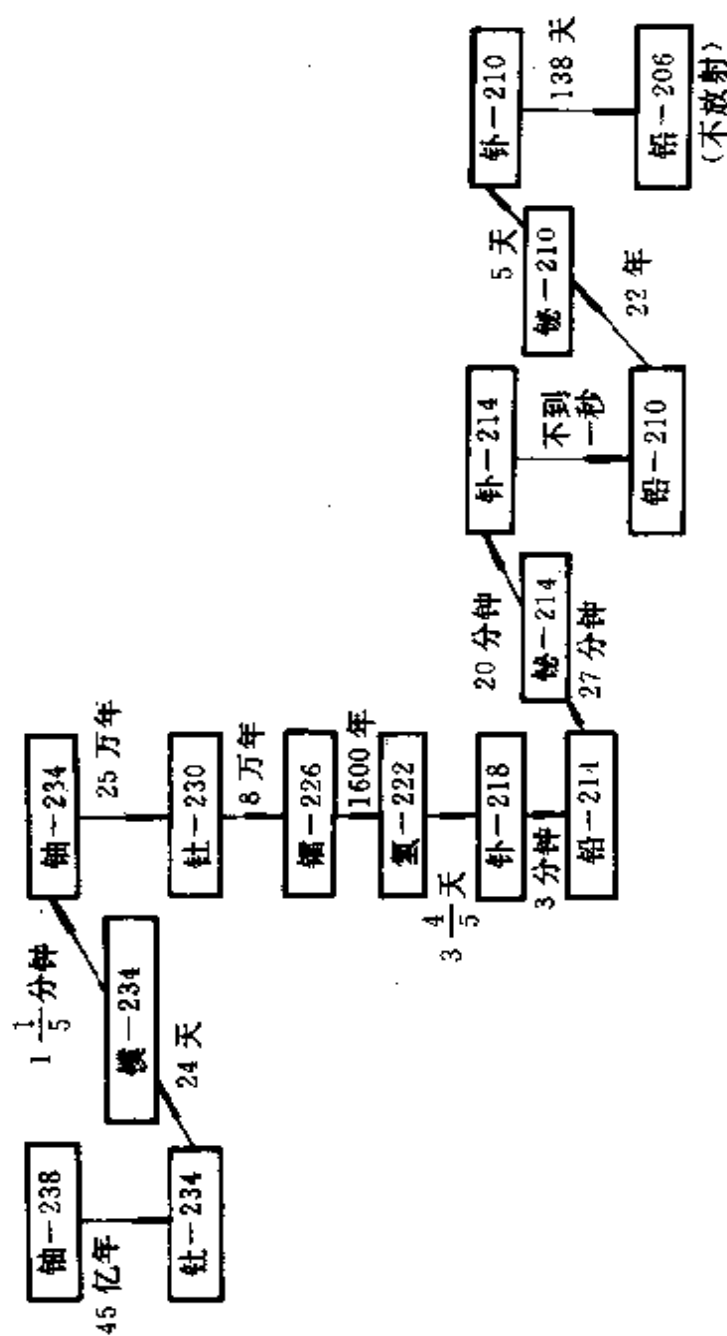 铀－238
45 亿年
钍－234
24 天
镤－234
1 1/5 分钟
铀－234
25 万年
钍－230
8 万年
镭－226
1600 年
氡－222
3 4/5 天
钋－218
3 分钟
铅－214
27 分钟
铋－214
20 分钟
钋－214
不到
一秒
铅－210
22 年
铋－210
5 天
钋－210
138 天
铅－206
(不放射)